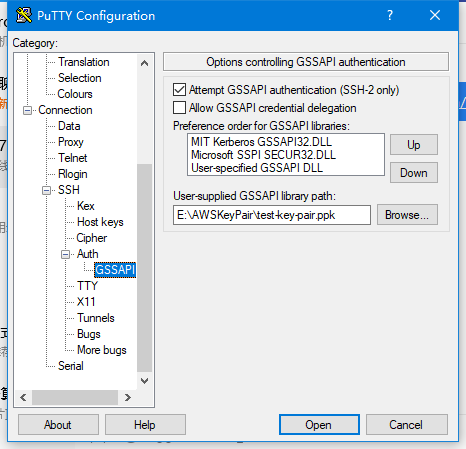 PuTTY Configuration
Category:
Translation
Selection
Colours
Connection
Data
Proxy
Telnet
Rlogin
SSH
Kex
Host keys
Cipher
Auth
GSSAPI
TTY
X11
Tunnels
Bugs
More bugs
Serial
Options controlling GSSAPI authentication
Attempt GSSAPI authentication (SSH-2 only)
Allow GSSAPI credential delegation
Preference order for GSSAPI libraries:
MIT Kerberos GSSAPI32.DLL
Microsoft SSPI SECUR32.DLL
User-specified GSSAPI DLL
Up
Down
User-supplied GSSAPI library path:
E:\AWSKeyPair\test-key-pair.ppk
Browse...
About
Help
Open
Cancel